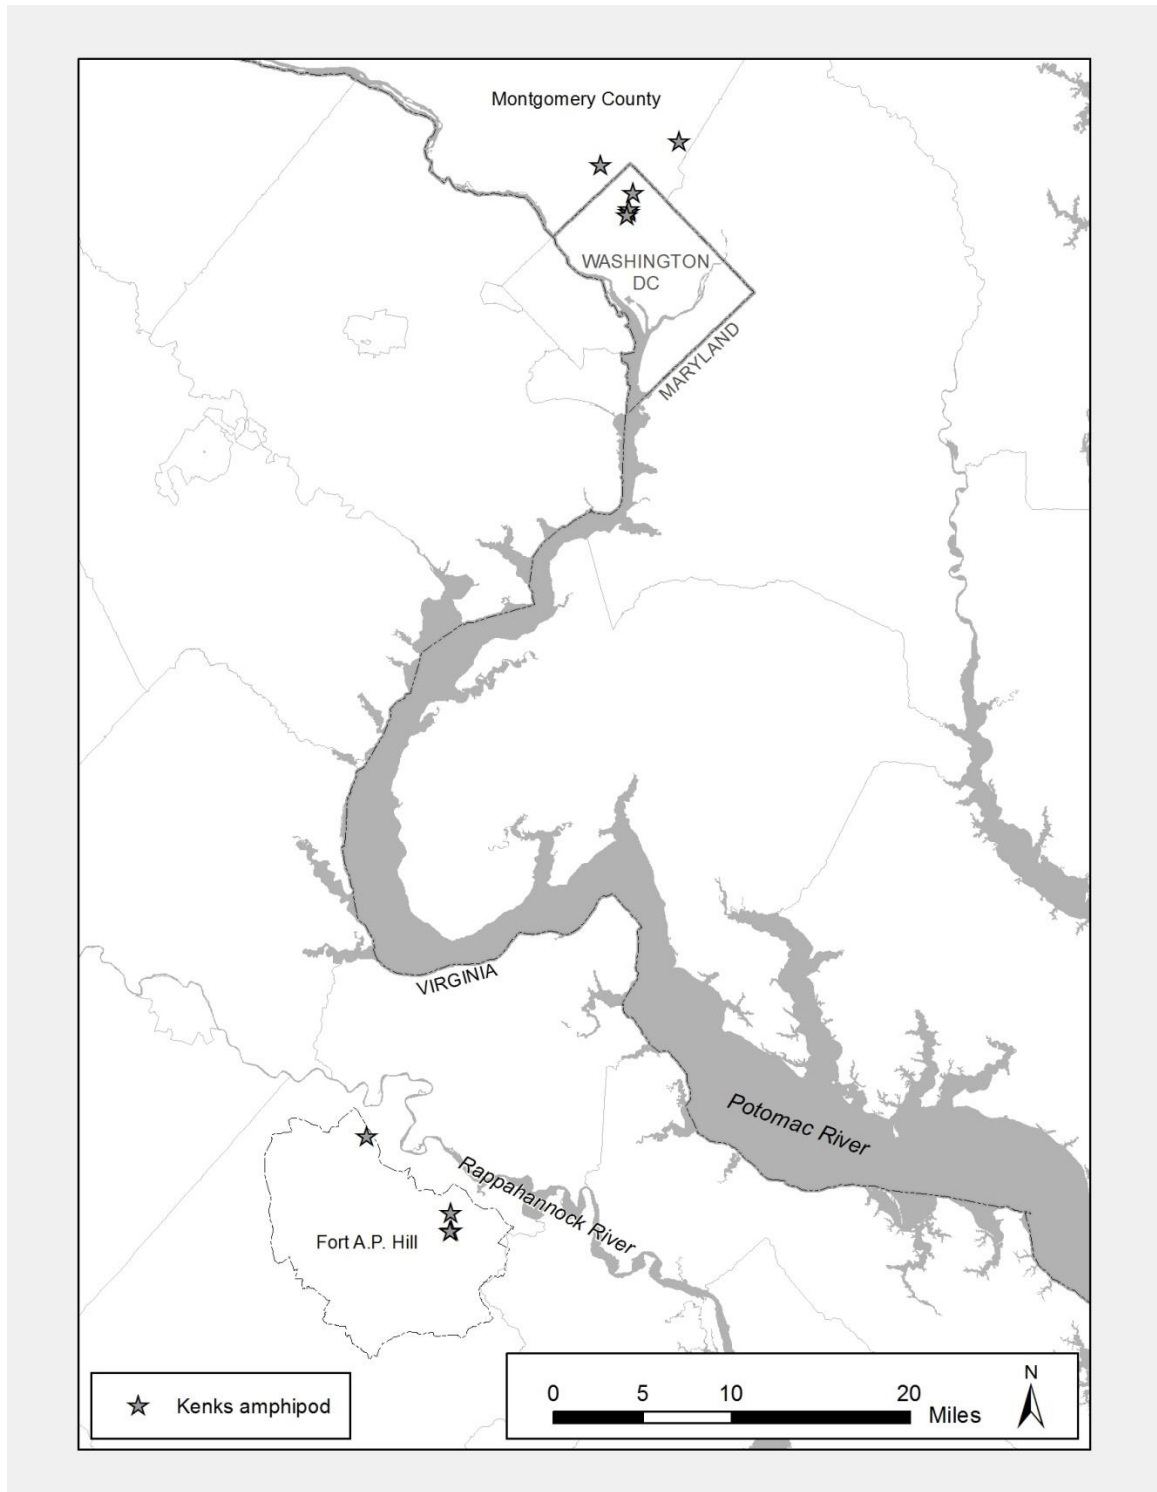 Montgomery County
WASHINGTON
DC
MARYLAND
VIRGINIA
Potomac River
Rappahannock River
Fort A.P. Hill
Kenks amphipod
0 5 10 20
Miles
N